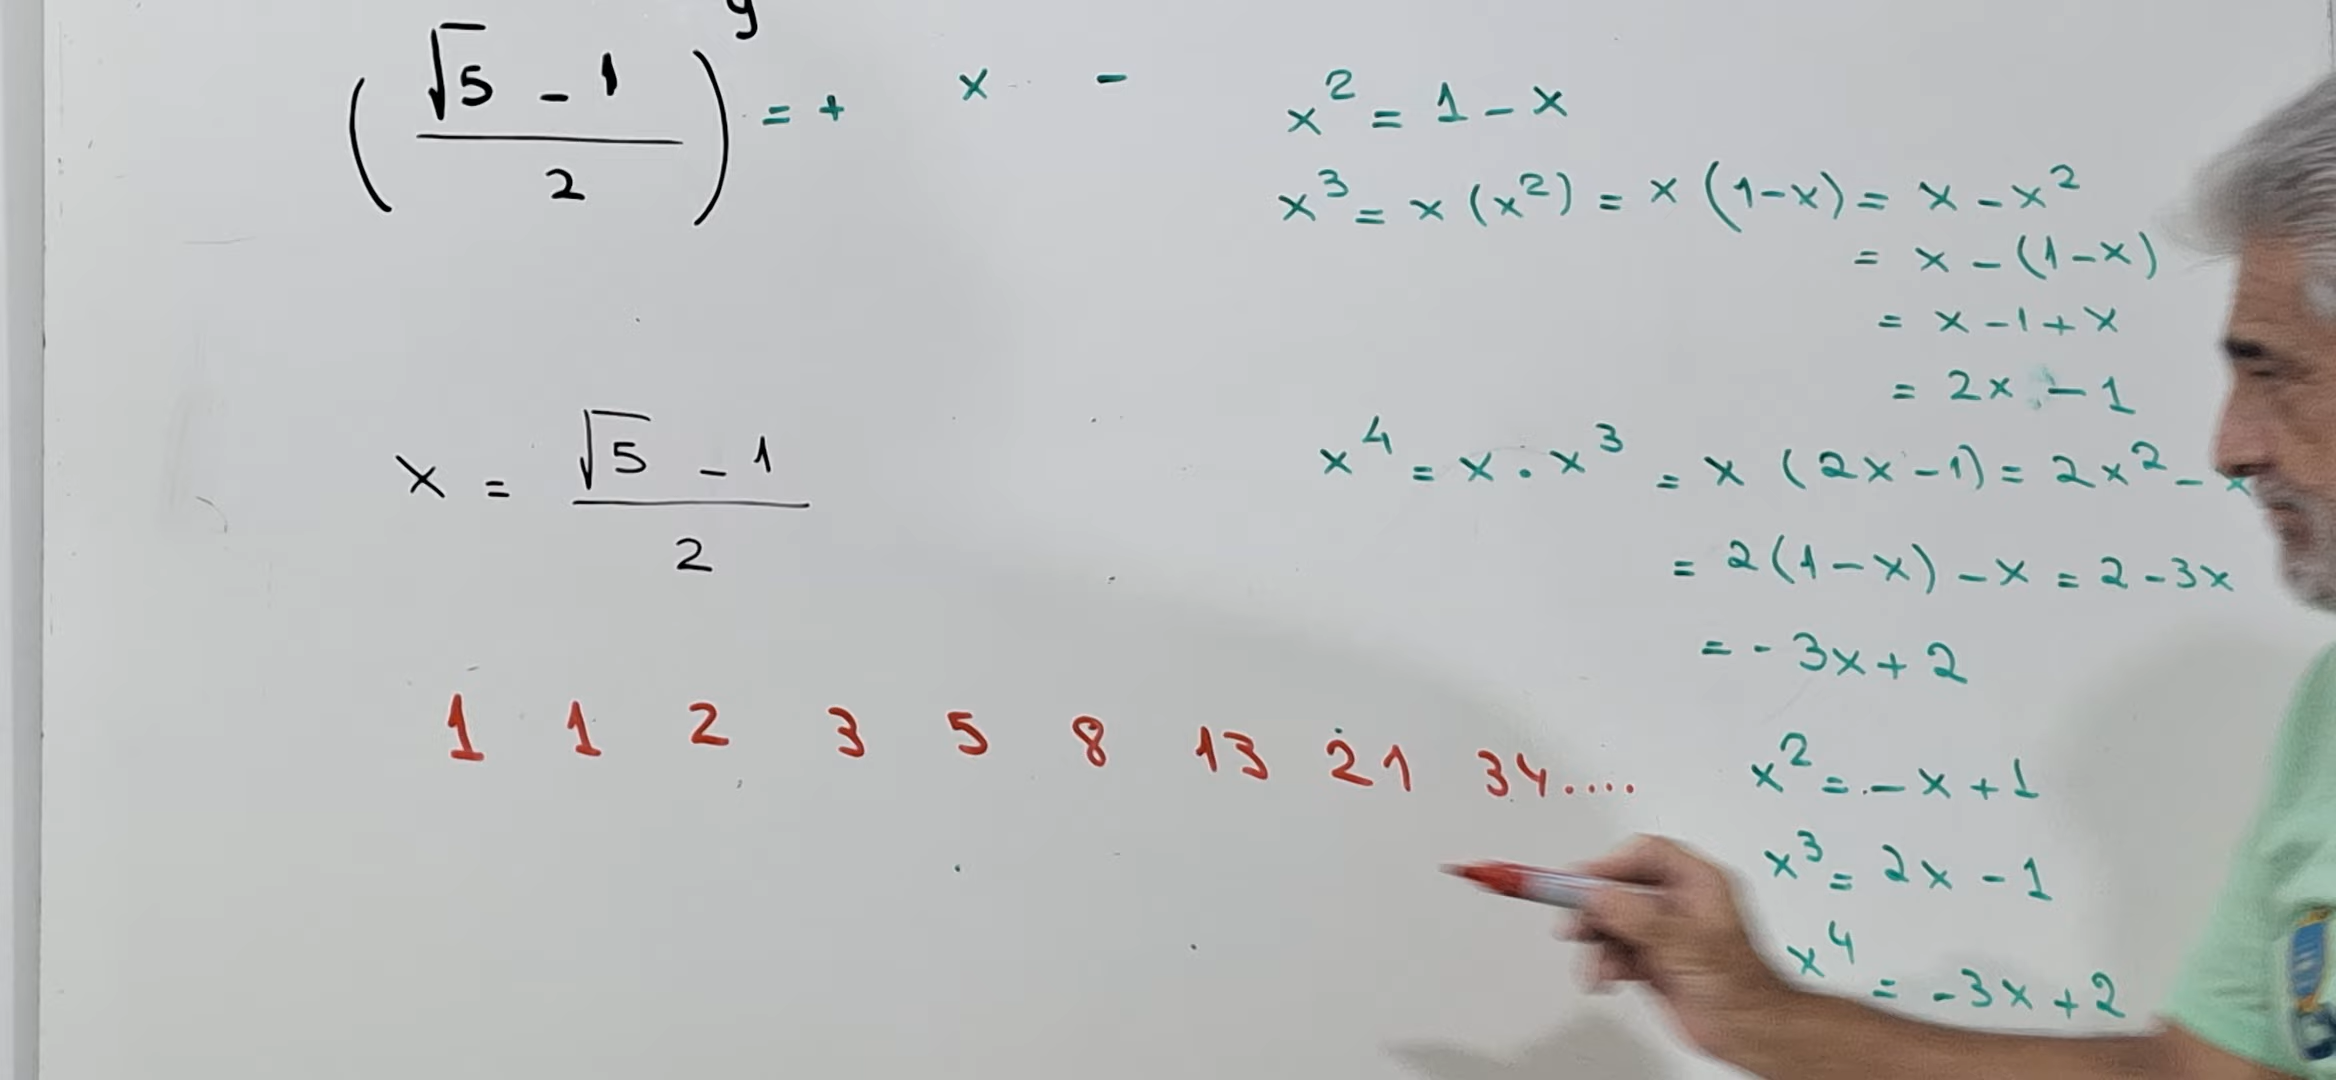 (√5 - 1 / 2)^9 = + x -
x = √5 - 1 / 2
1 1 2 3 5 8 13 21 34....
x² = 1 - x
x³ = x (x²) = x (1-x) = x - x²
= x - (1-x)
= x - 1 + x
= 2x - 1
x⁴ = x . x³ = x (2x - 1) = 2x² - x
= 2(1-x) - x = 2 - 3x
= - 3x + 2
x² = - x + 1
x³ = 2x - 1
x⁴ = - 3x + 2